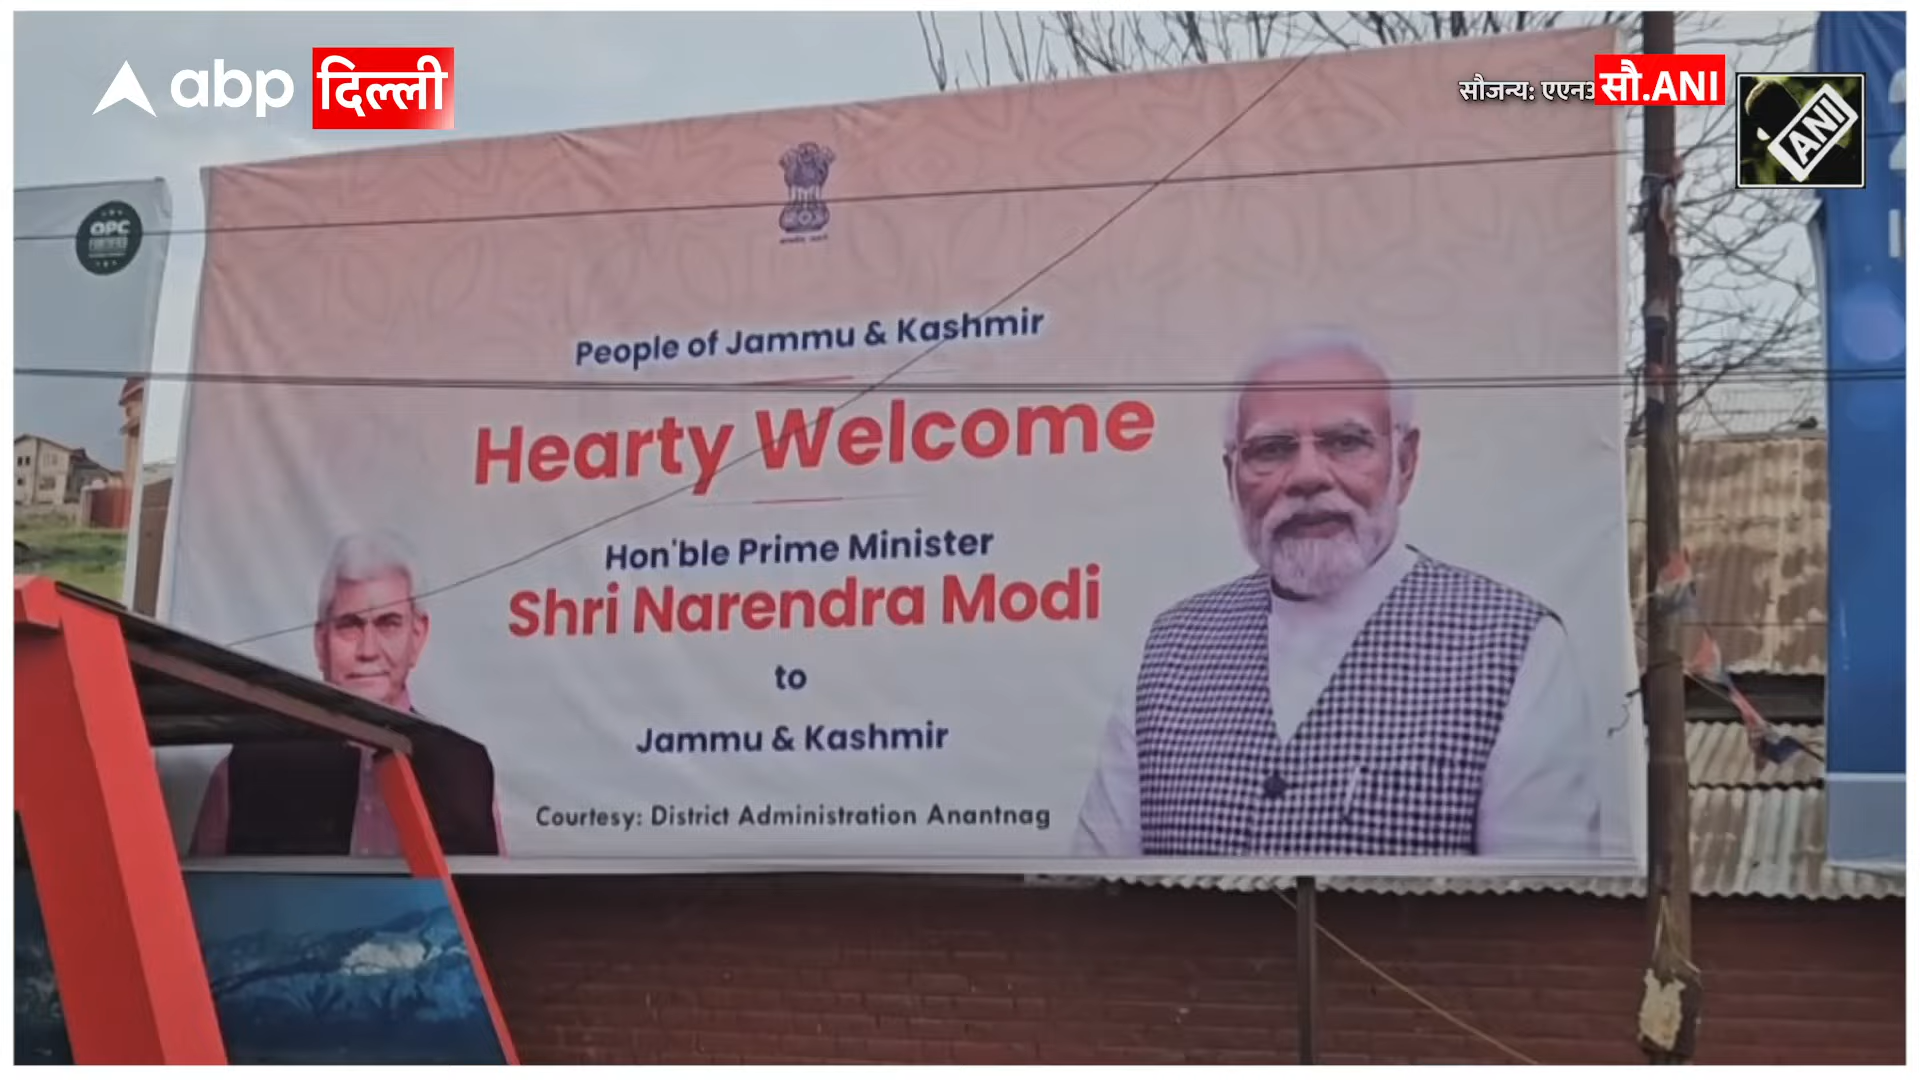 abp दिल्ली
सौजन्य:
सौ.ANI
ANI
OPC
People of Jammu & Kashmir
Hearty Welcome
Hon'ble Prime Minister
Shri Narendra Modi
to
Jammu & Kashmir
Courtesy: District Administration Anantnag